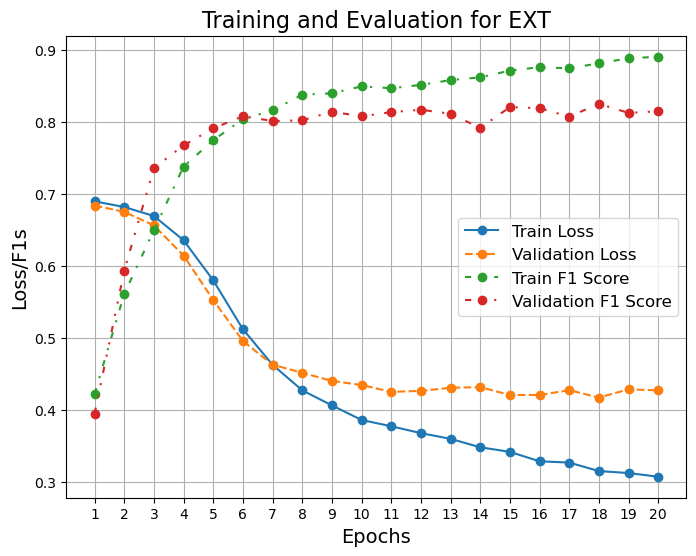 Training and Evaluation for EXT
Loss/F1s
0.9
0.8
0.7
0.6
0.5
0.4
0.3
Train Loss
Validation Loss
Train F1 Score
Validation F1 Score
1 2 3 4 5 6 7 8 9 10 11 12 13 14 15 16 17 18 19 20
Epochs